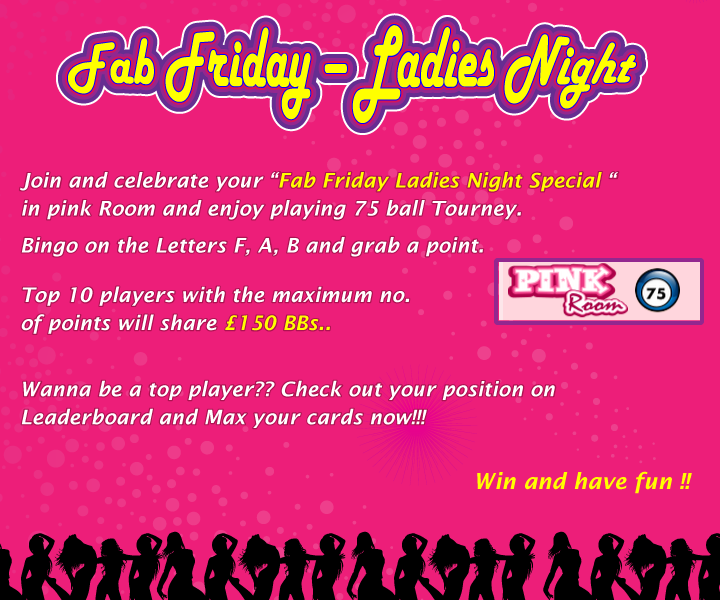 Fab Friday - Ladies Night
Join and celebrate your “Fab Friday Ladies Night Special “
in pink Room and enjoy playing 75 ball Tourney.
Bingo on the Letters F, A, B and grab a point.
PINK
Room
75
Top 10 players with the maximum no.
of points will share £150 BBs..
Wanna be a top player?? Check out your position on
Leaderboard and Max your cards now!!!
Win and have fun !!